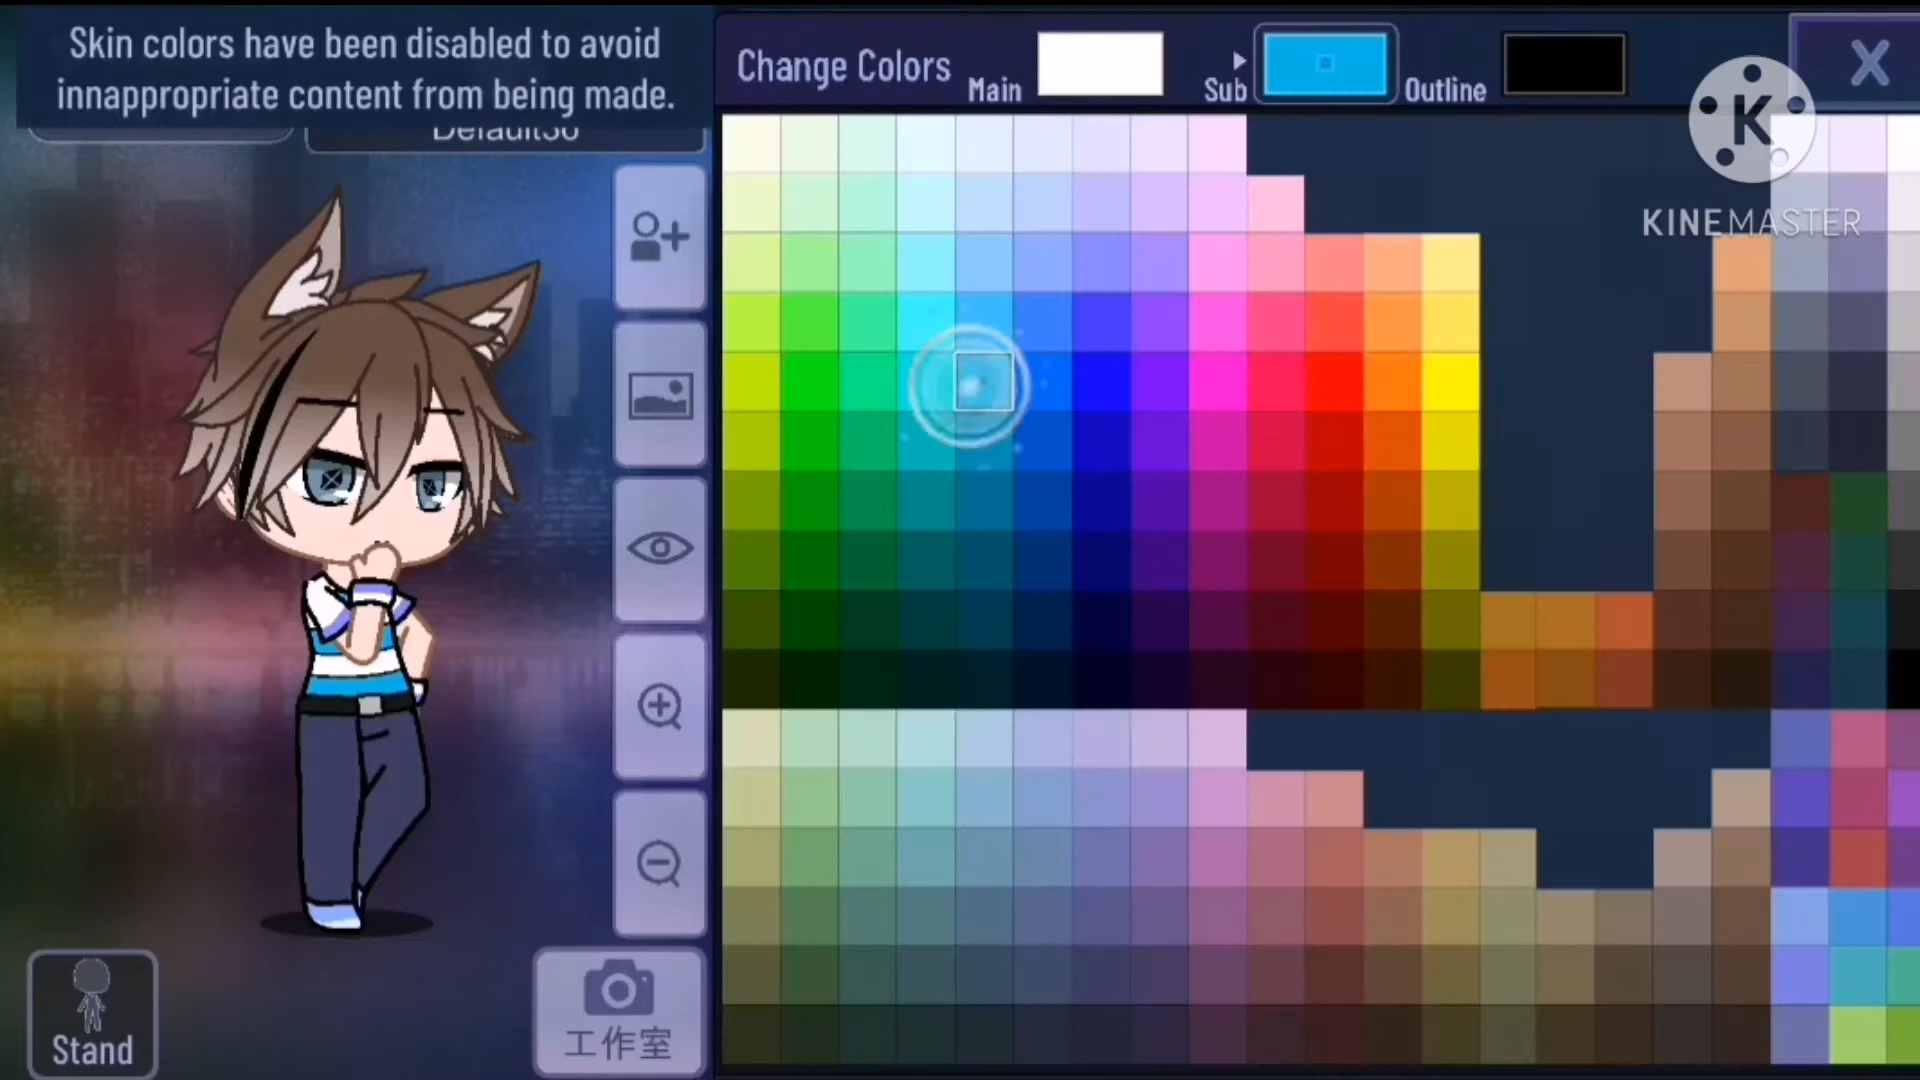 Skin colors have been disabled to avoid
innappropriate content from being made.
Default36
Change Colors
Main
Sub
Outline
X
K
KINEMASTER
Stand
工作室